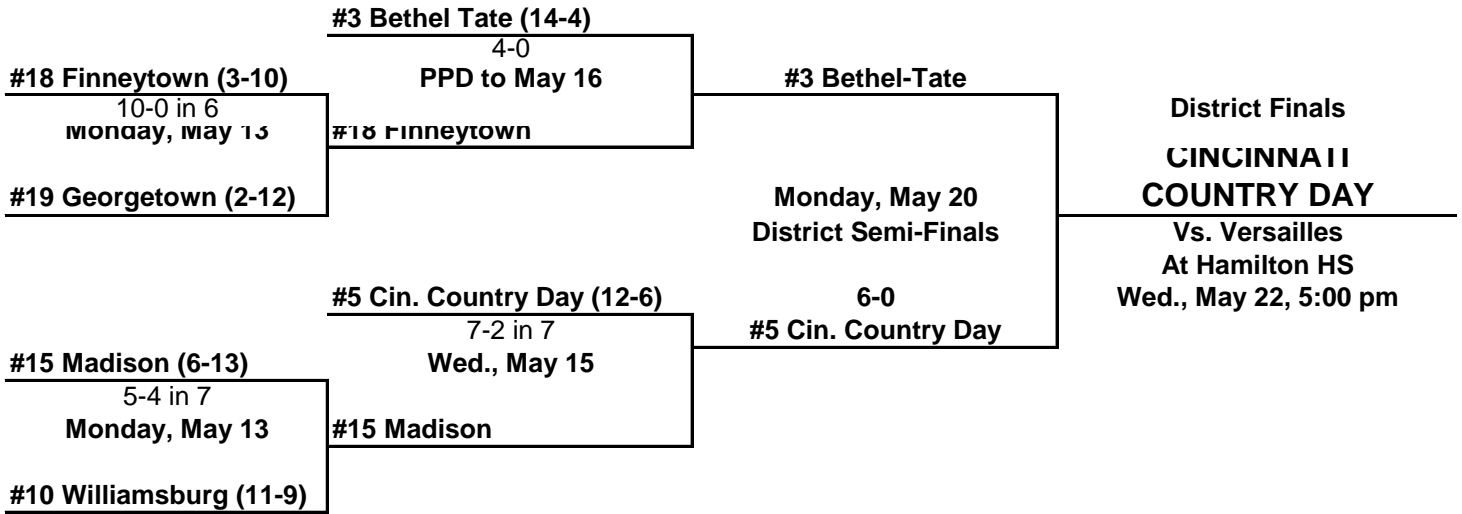 #3 Bethel Tate (14-4)
4-0
PPD to May 16
#18 Finneytown (3-10)
10-0 in 6
Monday, May 13
#18 Finneytown
#19 Georgetown (2-12)
#3 Bethel-Tate
Monday, May 20
District Semi-Finals
6-0
#5 Cin. Country Day
#5 Cin. Country Day (12-6)
7-2 in 7
Wed., May 15
#15 Madison (6-13)
5-4 in 7
Monday, May 13
#15 Madison
#10 Williamsburg (11-9)
District Finals
CINCINNATI
COUNTRY DAY
Vs. Versailles
At Hamilton HS
Wed., May 22, 5:00 pm